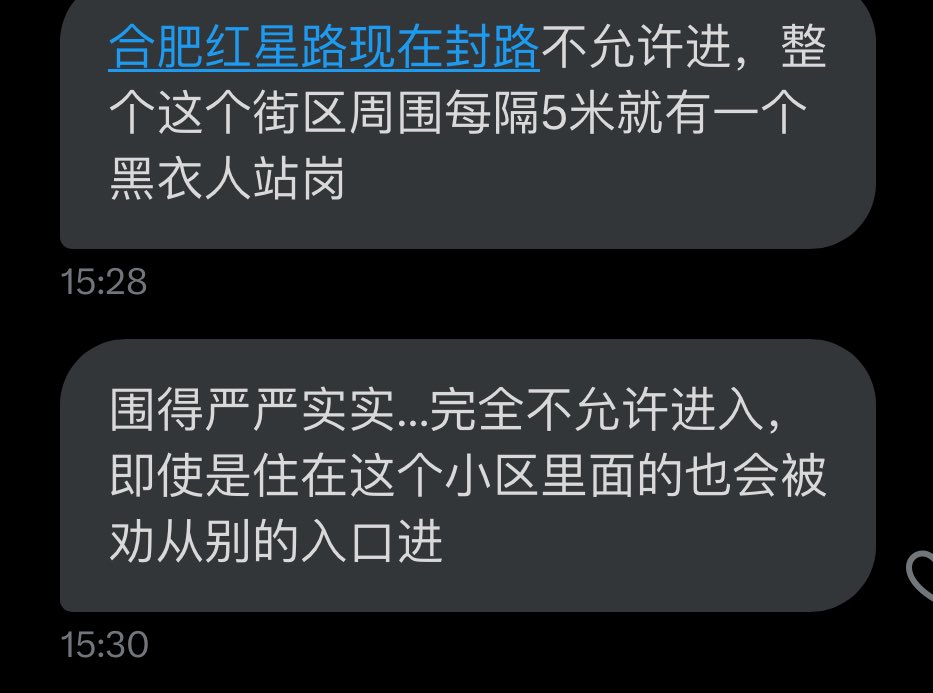 合肥红星路现在封路不允许进，整
个这个街区周围每隔5米就有一个
黑衣人站岗
15:28
围得严严实实...完全不允许进入，
即使是住在这个小区里面的也会被
劝从别的入口进
15:30